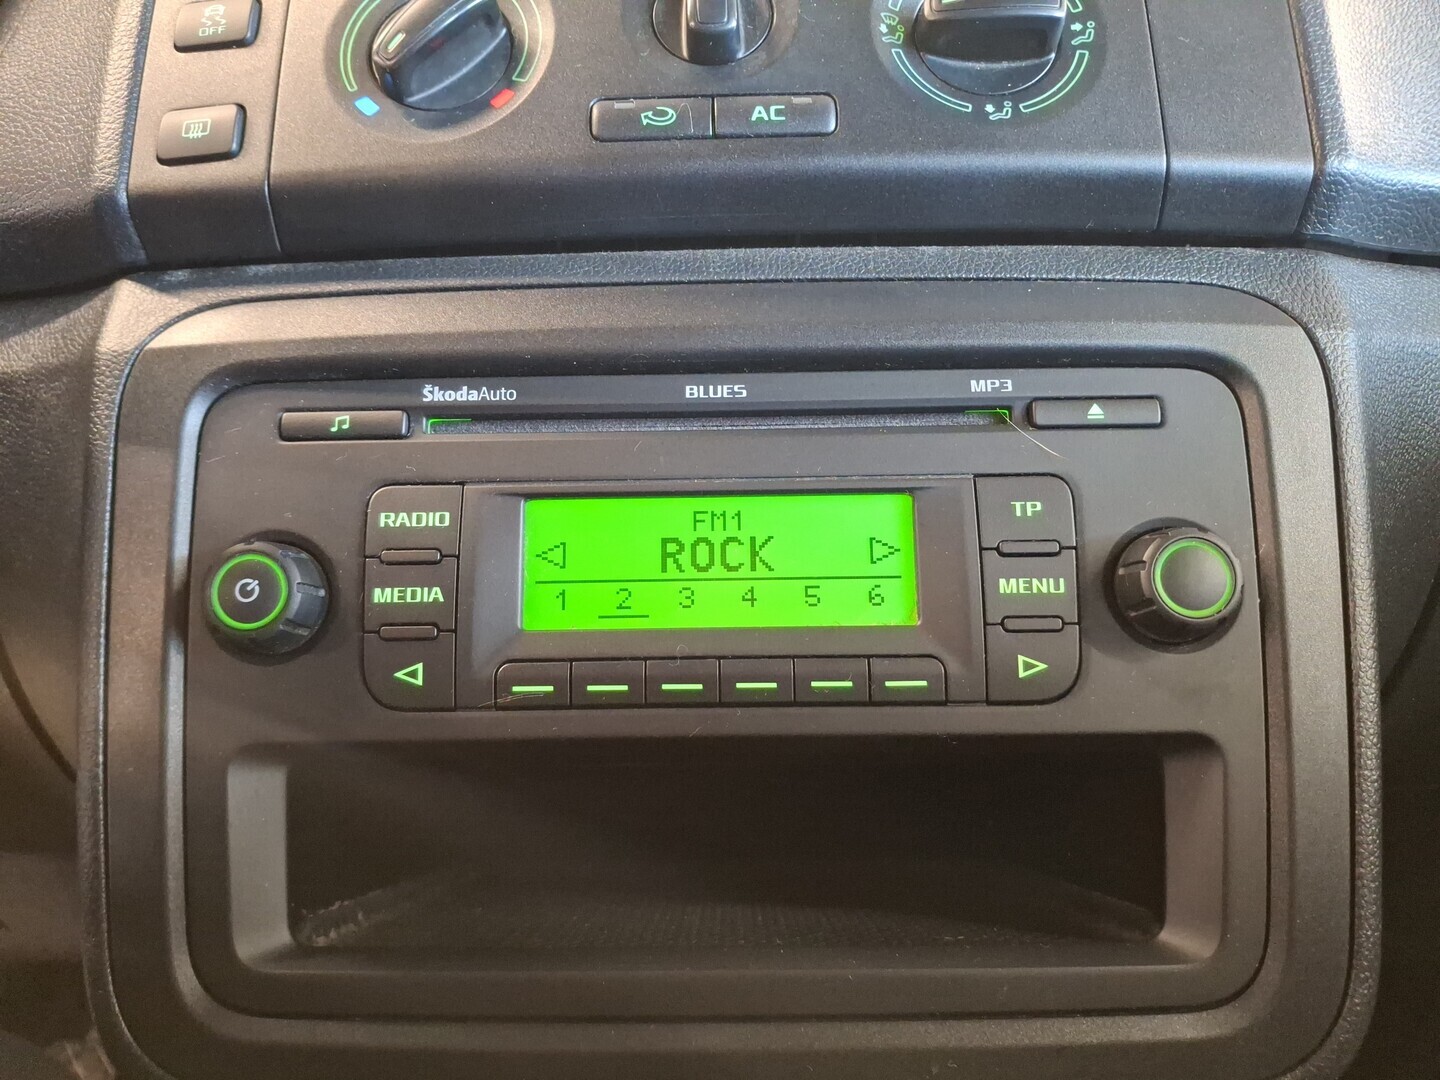 OFF
AC
ŠkodaAuto BLUES MP3
RADIO
MEDIA
FM1
ROCK
1 2 3 4 5 6
TP
MENU